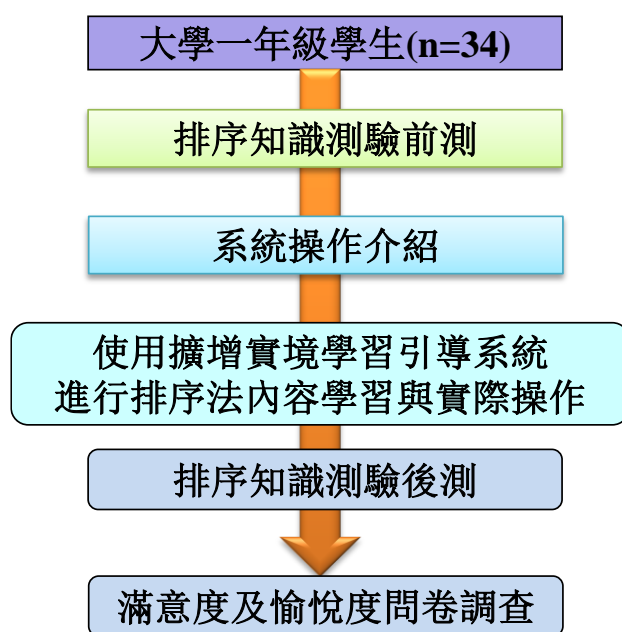 大學一年級學生(n=34)
排序知識測驗前測
系統操作介紹
使用擴增實境學習引導系統
進行排序法內容學習與實際操作
排序知識測驗後測
滿意度及愉悅度問卷調查